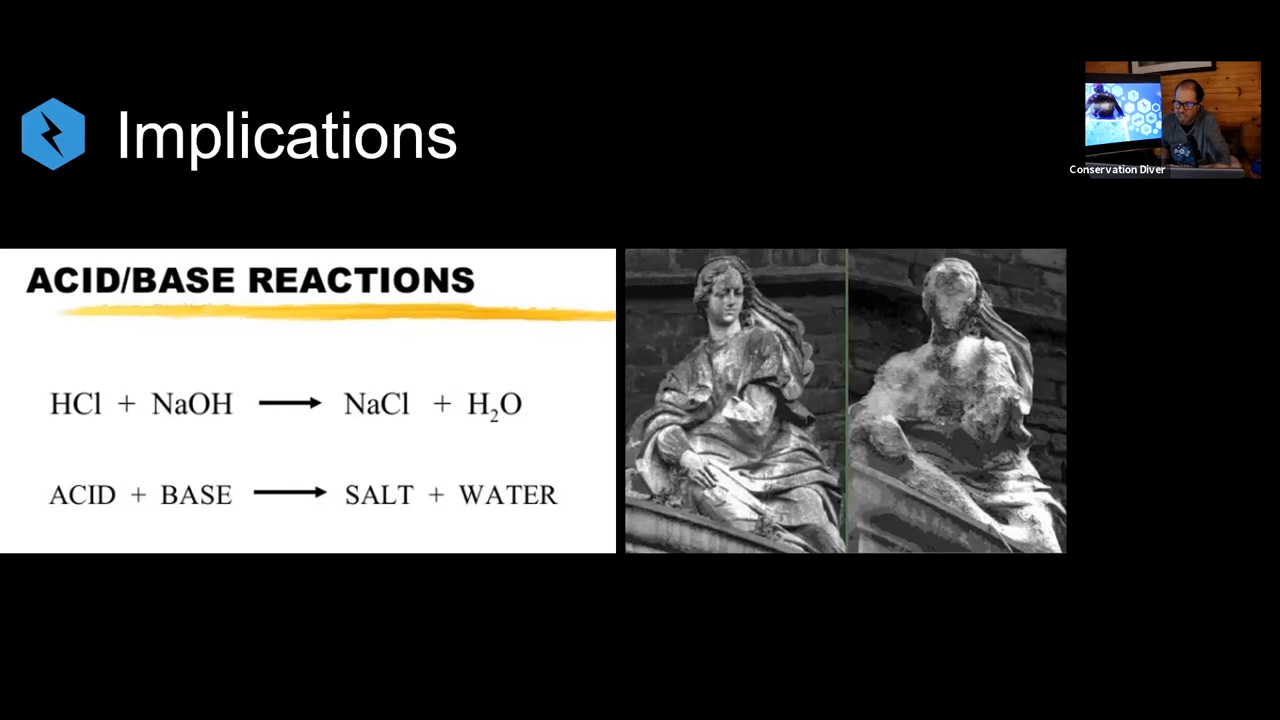 Implications
Conservation Diver
ACID/BASE REACTIONS
HCl + NaOH → NaCl + H₂O
ACID + BASE → SALT + WATER